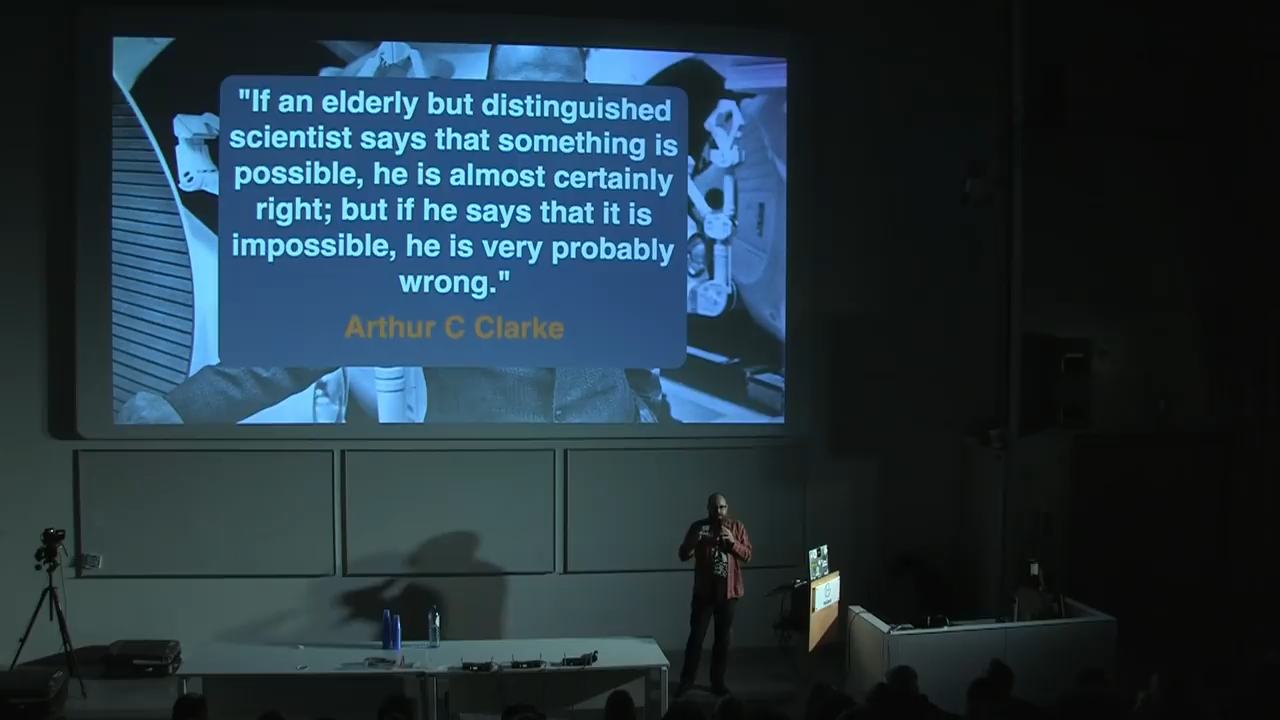 "If an elderly but distinguished
scientist says that something is
possible, he is almost certainly
right; but if he says that it is
impossible, he is very probably
wrong."
Arthur C Clarke